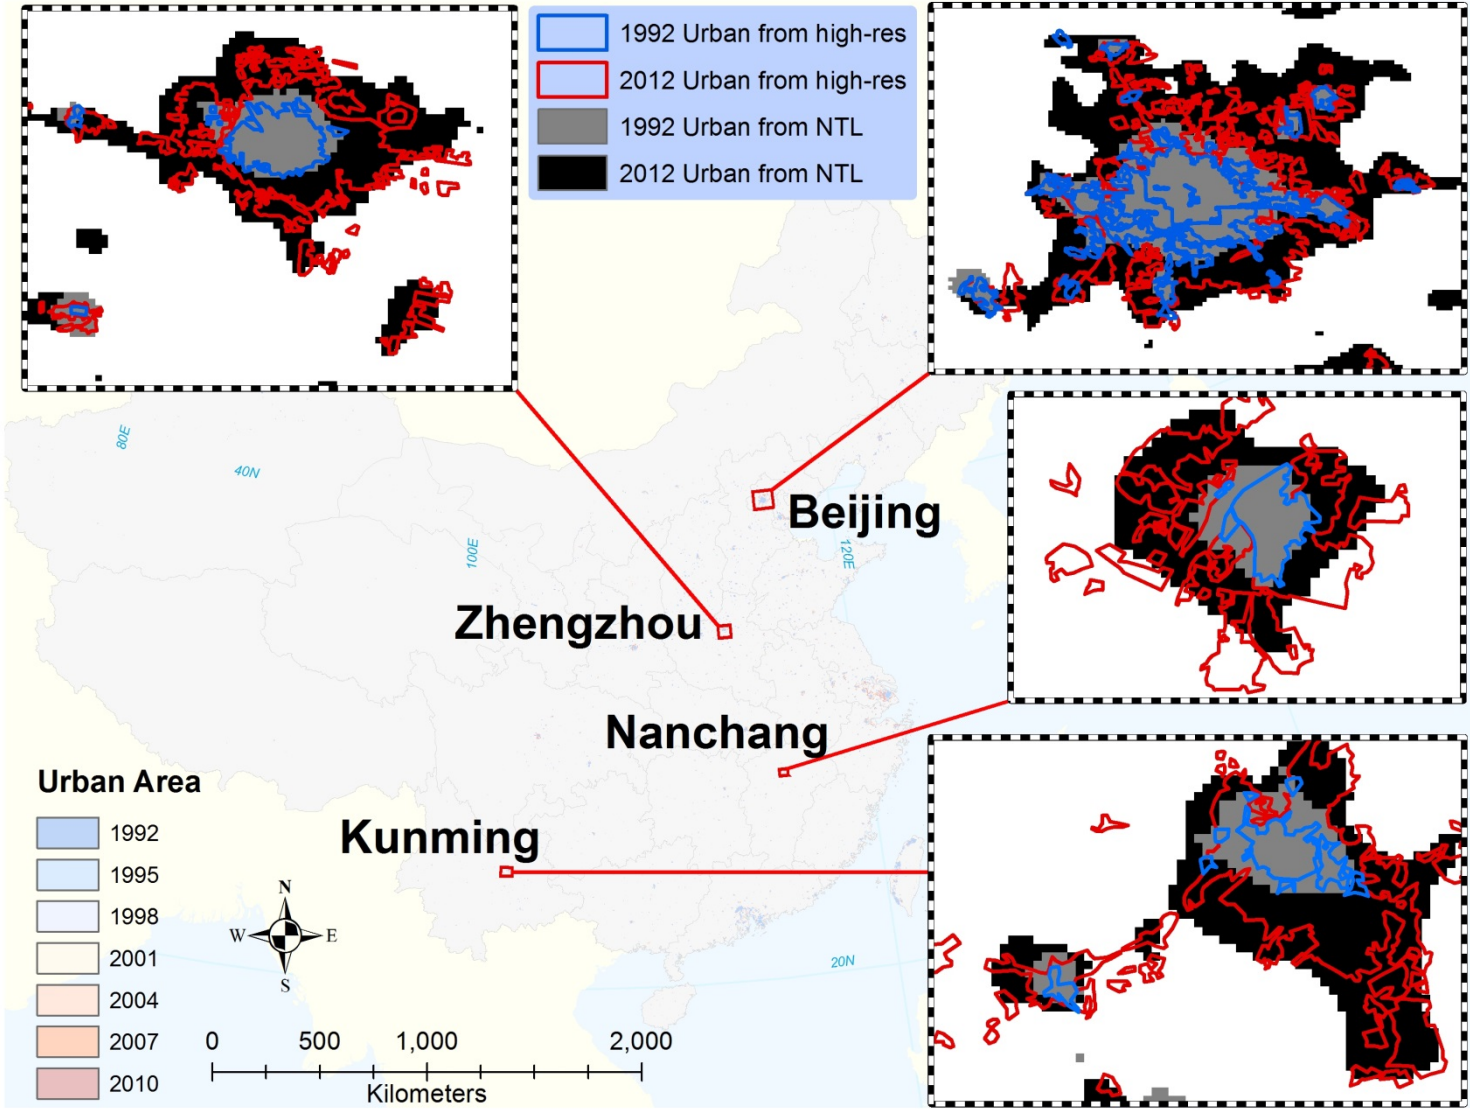 1992 Urban from high-res
2012 Urban from high-res
1992 Urban from NTL
2012 Urban from NTL
80E
40N
100E
120E
Beijing
Zhengzhou
Nanchang
Kunming
Urban Area
1992
1995
1998
2001
2004
2007
2010
N
W E
S
20N
0 500 1,000 2,000
Kilometers